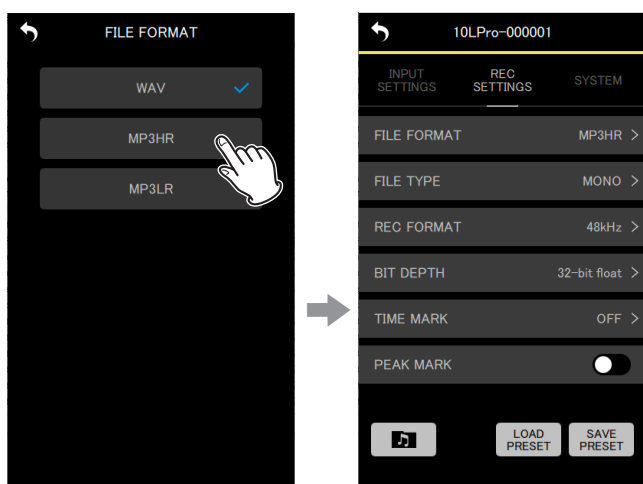 FILE FORMAT
WAV
MP3HR
MP3LR
10LPro-000001
INPUT SETTINGS
REC SETTINGS
SYSTEM
FILE FORMAT MP3HR >
FILE TYPE MONO >
REC FORMAT 48kHz >
BIT DEPTH 32-bit float >
TIME MARK OFF >
PEAK MARK
LOAD PRESET
SAVE PRESET